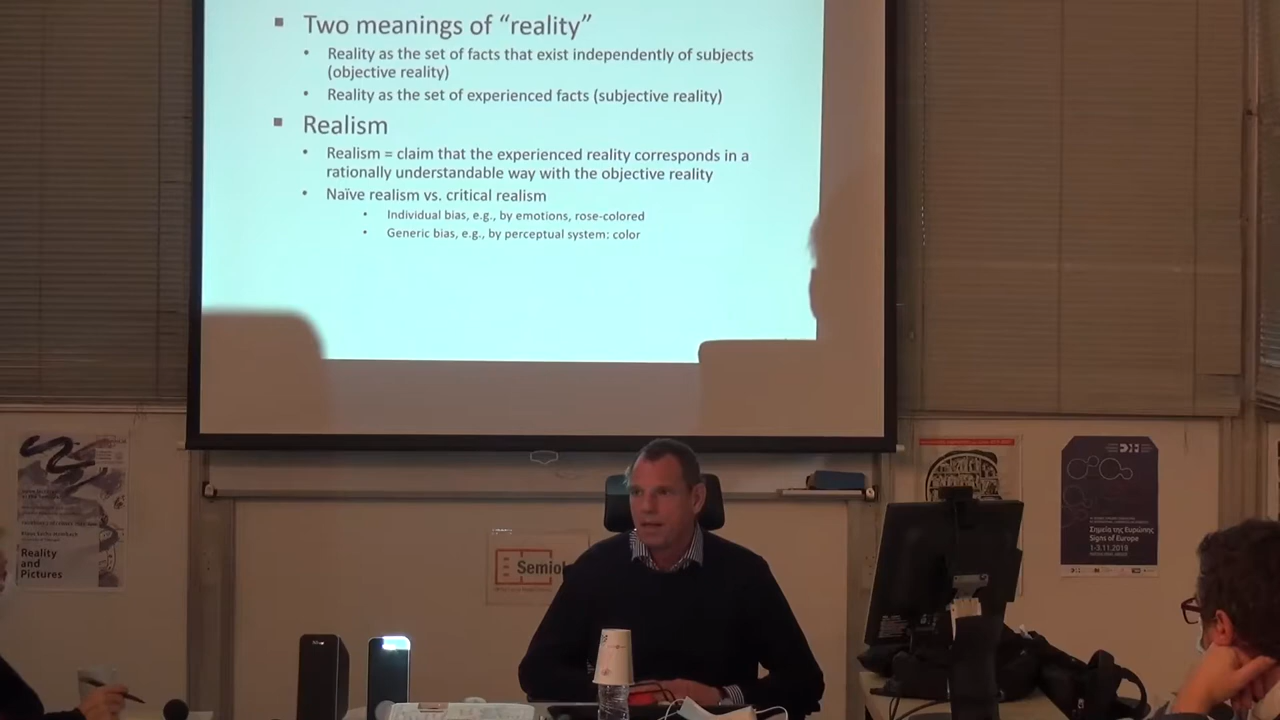 Two meanings of “reality”
Reality as the set of facts that exist independently of subjects
(objective reality)
Reality as the set of experienced facts (subjective reality)
Realism
Realism = claim that the experienced reality corresponds in a
rationally understandable way with the objective reality
Naïve realism vs. critical realism
Individual bias, e.g., by emotions, rose-colored
Generic bias, e.g., by perceptual system: color
Reality
and
Pictures
Semio
Σημεία της Ευρώπης
Signs of Europe
1-3.11.2019